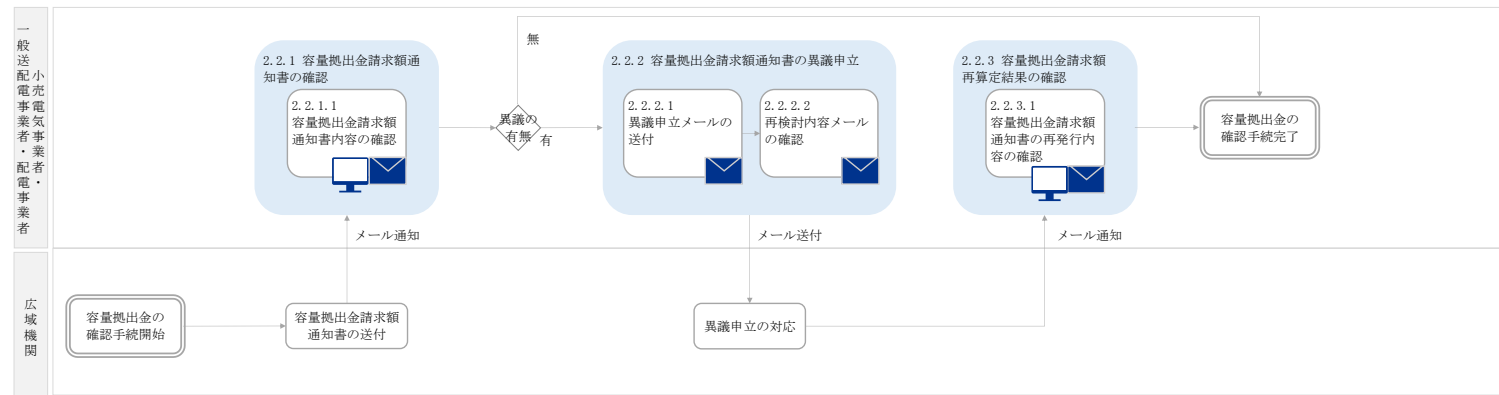 一般送配電事業者・配電事業者
小売電気事業者・
無
2.2.1 容量拠出金請求額通
知書の確認
2.2.1.1
容量拠出金請求額
通知書内容の確認
異議の
有無
有
2.2.2 容量拠出金請求額通知書の異議申立
2.2.2.1
異議申立メールの
送付
2.2.2.2
再検討内容メール
の確認
2.2.3 容量拠出金請求額
再算定結果の確認
2.2.3.1
容量拠出金請求額
通知書の再発行内
容の確認
容量拠出金の
確認手続完了
メール通知
メール送付
メール通知
広域機関
容量拠出金の
確認手続開始
容量拠出金請求額
通知書の送付
異議申立の対応